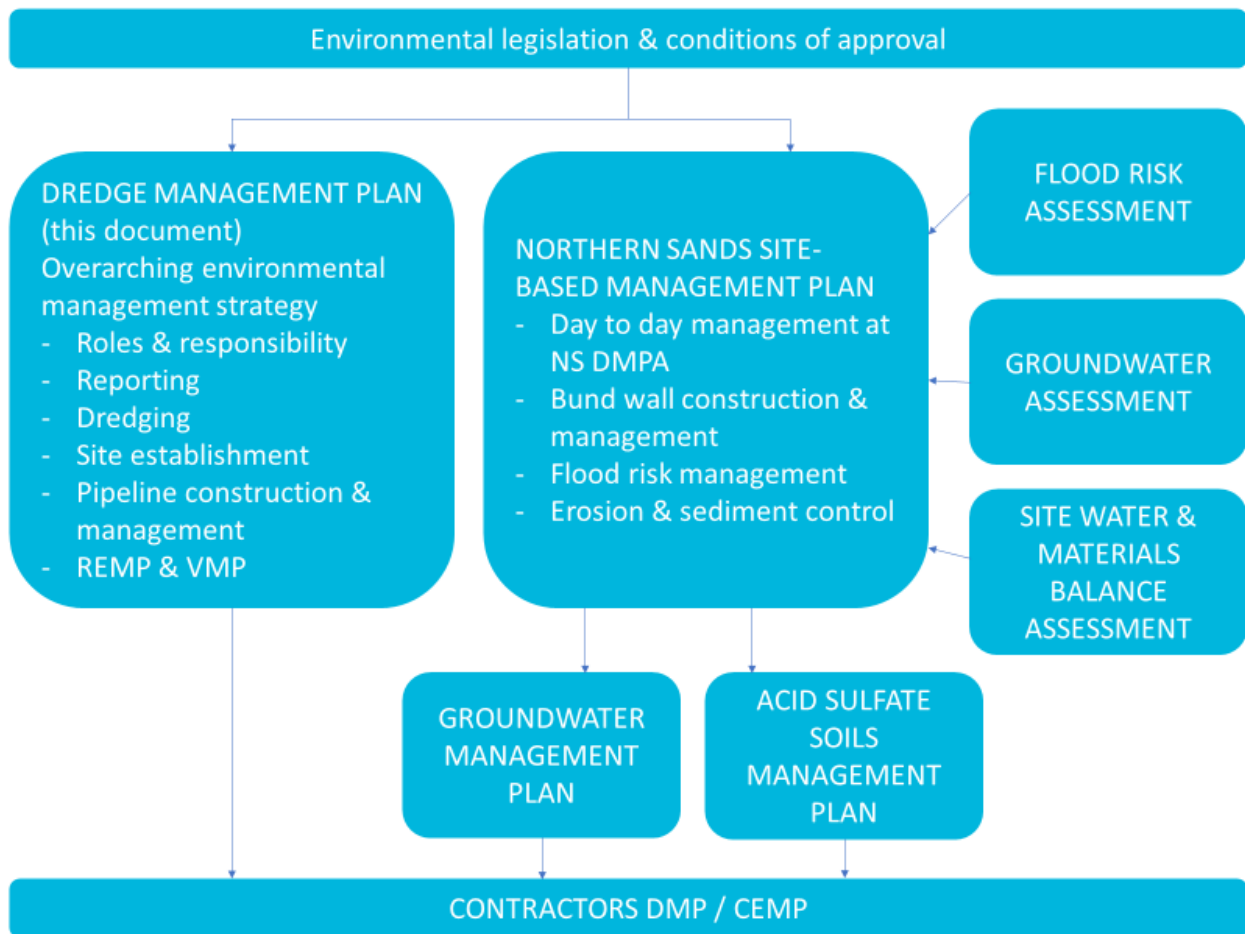 Environmental legislation & conditions of approval
DREDGE MANAGEMENT PLAN
(this document)
Overarching environmental
management strategy
- Roles & responsibility
- Reporting
- Dredging
- Site establishment
- Pipeline construction &
management
- REMP & VMP
NORTHERN SANDS SITE-
BASED MANAGEMENT PLAN
- Day to day management at
NS DMPA
- Bund wall construction &
management
- Flood risk management
- Erosion & sediment control
FLOOD RISK
ASSESSMENT
GROUNDWATER
ASSESSMENT
SITE WATER &
MATERIALS
BALANCE
ASSESSMENT
GROUNDWATER
MANAGEMENT
PLAN
ACID SULFATE
SOILS
MANAGEMENT
PLAN
CONTRACTORS DMP / CEMP